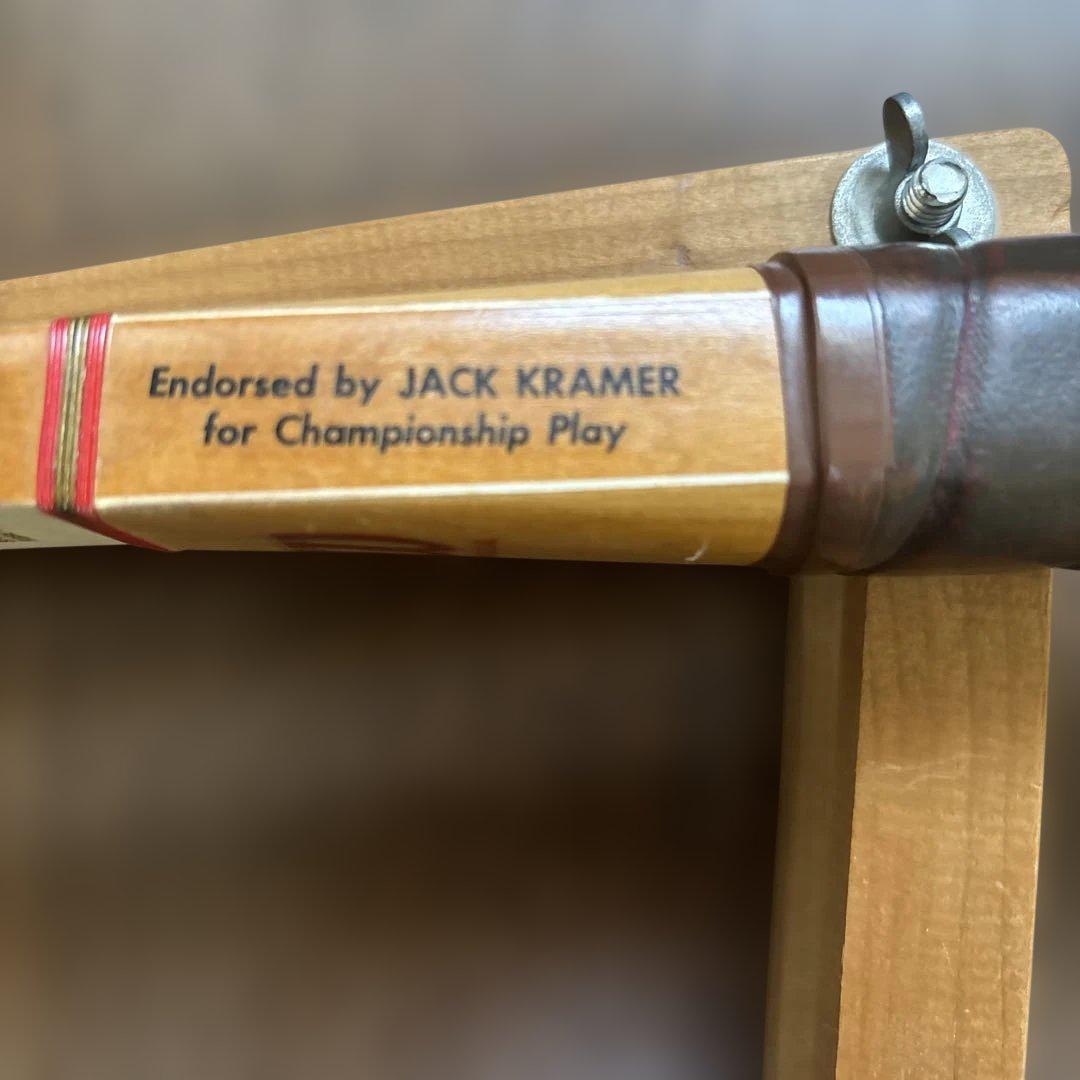 Endorsed by JACK KRAMER
for Championship Play